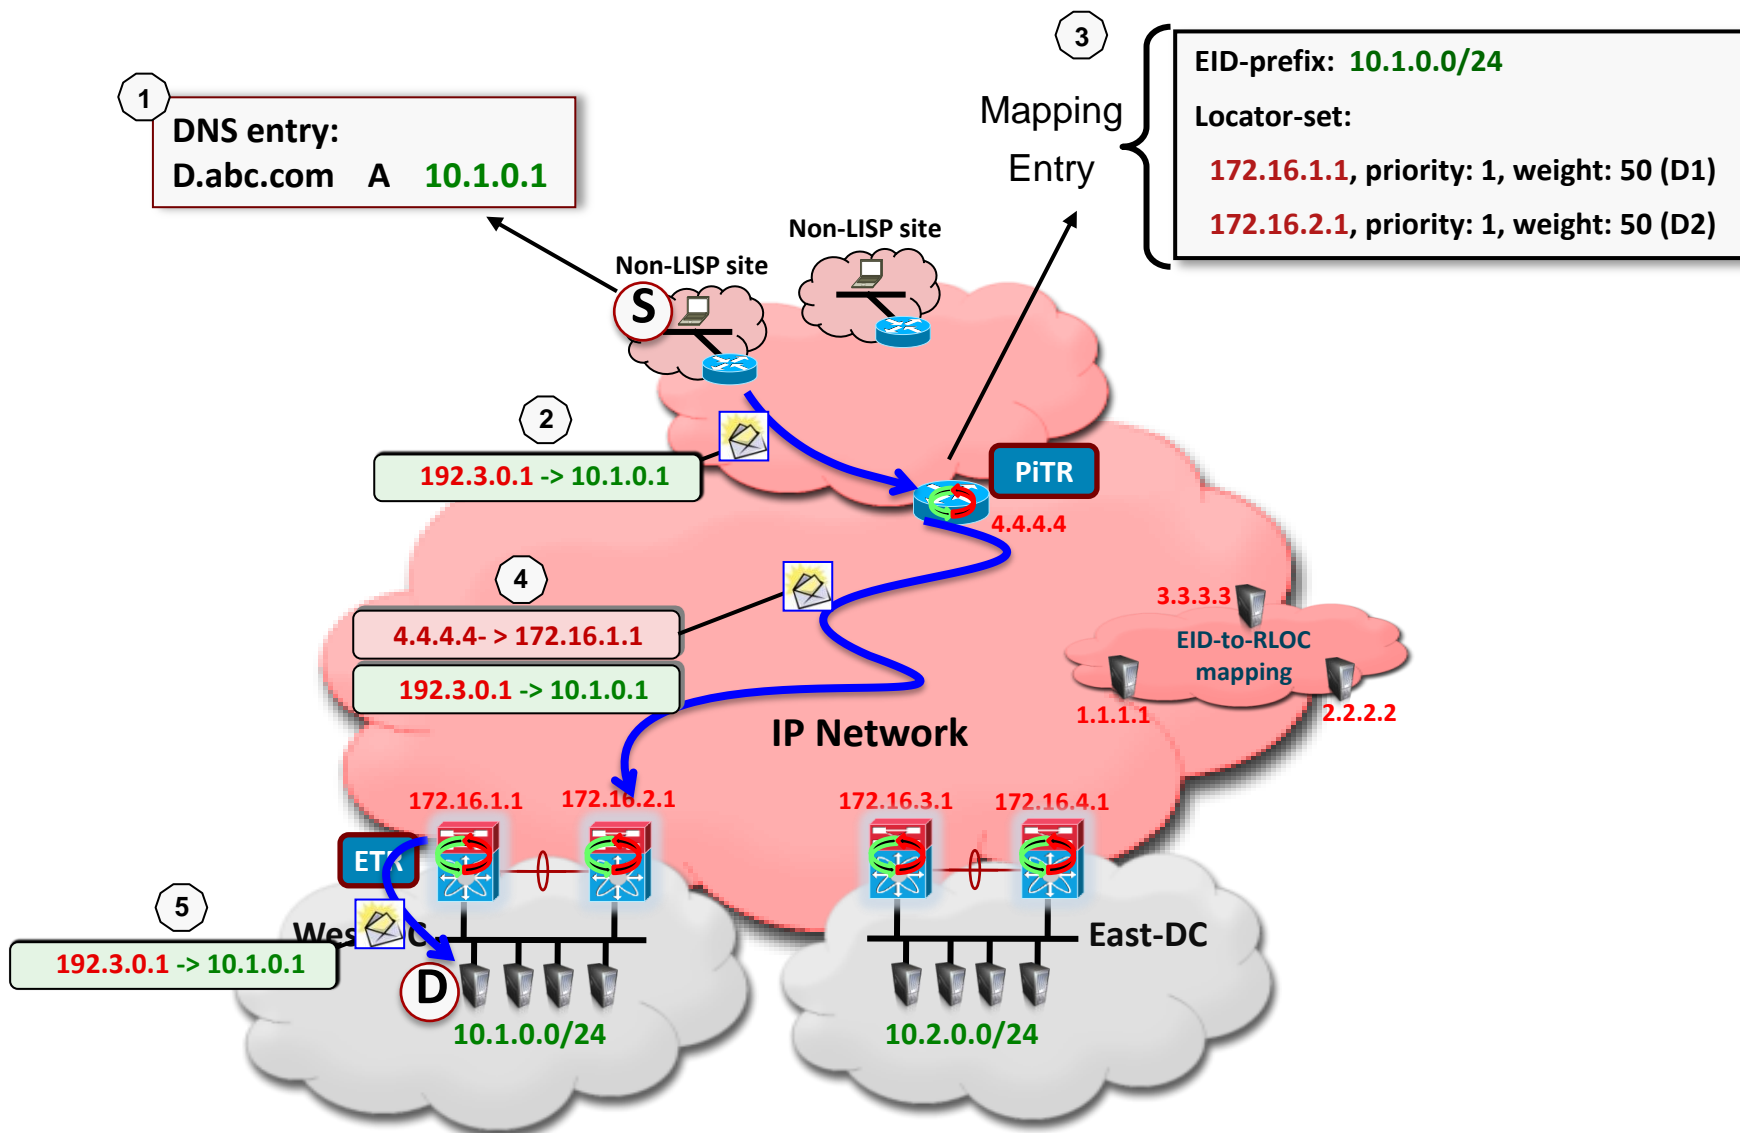 1
DNS entry:
D.abc.com A 10.1.0.1
3
Mapping
Entry
EID-prefix: 10.1.0.0/24
Locator-set:
172.16.1.1, priority: 1, weight: 50 (D1)
172.16.2.1, priority: 1, weight: 50 (D2)
Non-LISP site
Non-LISP site
S
2
192.3.0.1 -> 10.1.0.1
PiTR
4.4.4.4
4
4.4.4.4- > 172.16.1.1
192.3.0.1 -> 10.1.0.1
3.3.3.3
EID-to-RLOC
mapping
1.1.1.1
2.2.2.2
IP Network
172.16.1.1
172.16.2.1
172.16.3.1
172.16.4.1
ETR
5
192.3.0.1 -> 10.1.0.1
East-DC
D
10.1.0.0/24
10.2.0.0/24